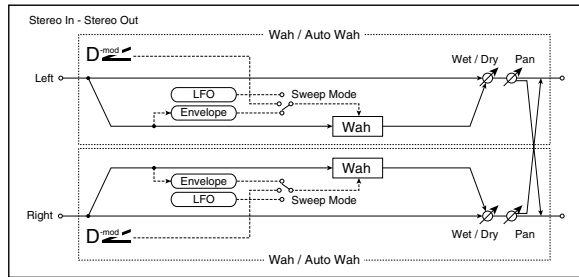 Stereo In - Stereo Out
Wah / Auto Wah
D-mod
Wet / Dry Pan
Left
LFO
Sweep Mode
Envelope
Wah
Wah
Envelope
LFO
Sweep Mode
Right
D-mod
Wet / Dry Pan
Wah / Auto Wah